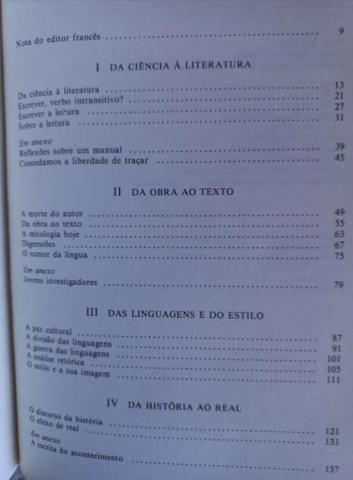 Nota do editor francês ........ 9
I DA CIÊNCIA À LITERATURA
Da ciência à literatura ........ 13
Escrever, verbo intransitivo? ........ 21
Escrever a leitura ........ 27
Sobre a leitura ........ 31
Em anexo
Reflexões sobre um manual ........ 39
Concedamos a liberdade de traçar ........ 45
II DA OBRA AO TEXTO
A morte do autor ........ 49
Da obra ao texto ........ 55
A mitologia hoje ........ 63
Digressões ........ 67
O rumor da língua ........ 75
Em anexo
Jovens investigadores ........ 79
III DAS LINGUAGENS E DO ESTILO
A paz cultural ........ 87
A divisão das linguagens ........ 91
A guerra das linguagens ........ 101
A análise retórica ........ 105
O estilo e a sua imagem ........ 111
IV DA HISTÓRIA AO REAL
O discurso da história ........ 121
O efeito de real ........ 131
Em anexo
A escrita do acontecimento ........ 137